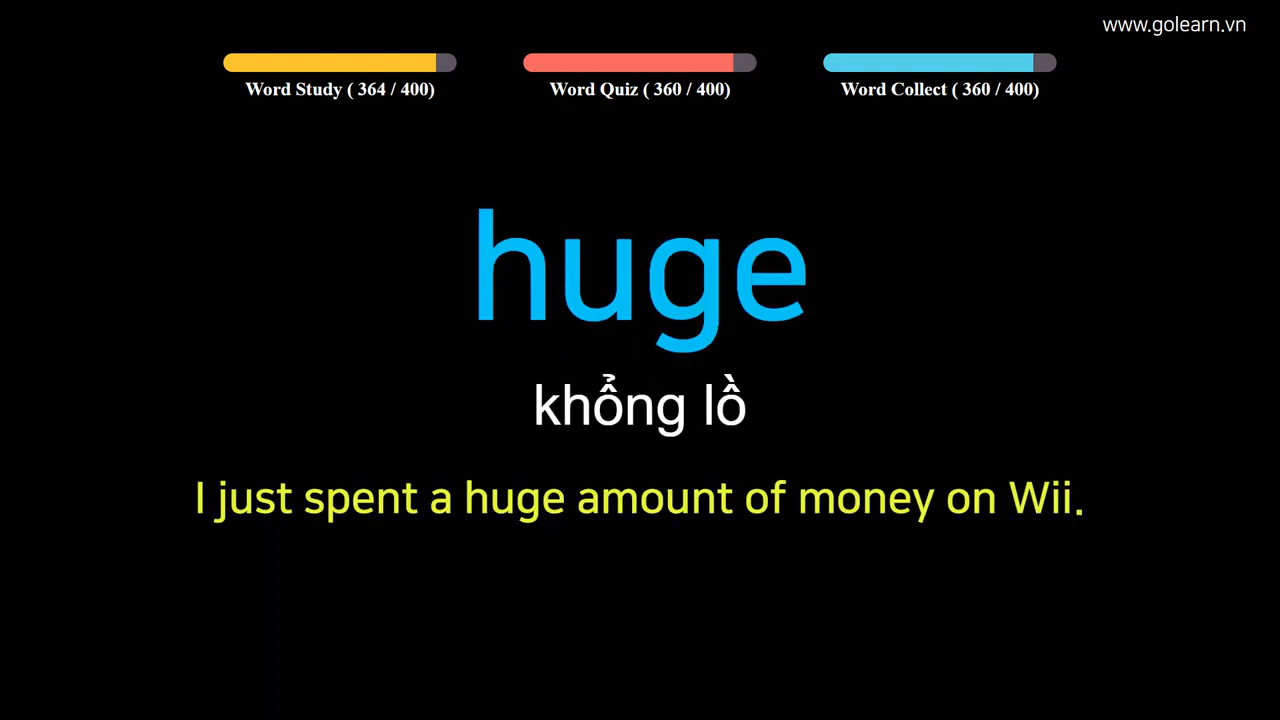 www.golearn.vn
Word Study ( 364 / 400)
Word Quiz ( 360 / 400)
Word Collect ( 360 / 400)
huge
khổng lồ
I just spent a huge amount of money on Wii.